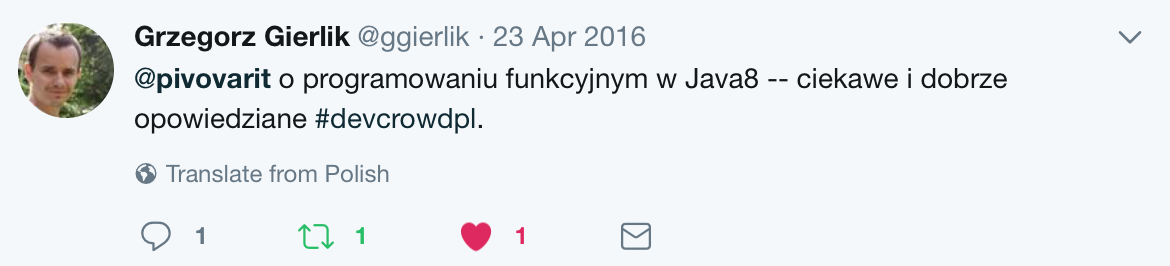 Grzegorz Gierlik @ggierlik · 23 Apr 2016
@pivovarit o programowaniu funkcyjnym w Java8 -- ciekawe i dobrze
opowiedziane #devcrowdpl.
Translate from Polish
1 1 1